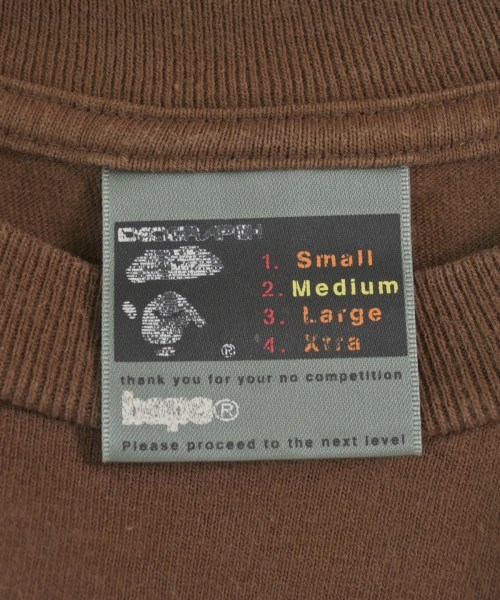 1. Small
2. Medium
3. Large
4. Xtra
®
thank you for your no competition
bape®
Please proceed to the next level